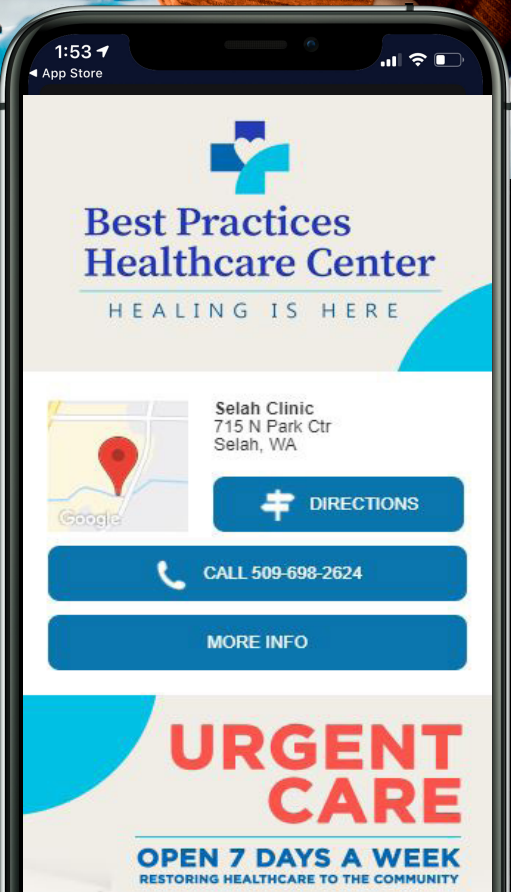 1:53
App Store
Best Practices
Healthcare Center
HEALING IS HERE
Selah Clinic
715 N Park Ctr
Selah, WA
Google
DIRECTIONS
CALL 509-698-2624
MORE INFO
URGENT
CARE
OPEN 7 DAYS A WEEK
RESTORING HEALTHCARE TO THE COMMUNITY